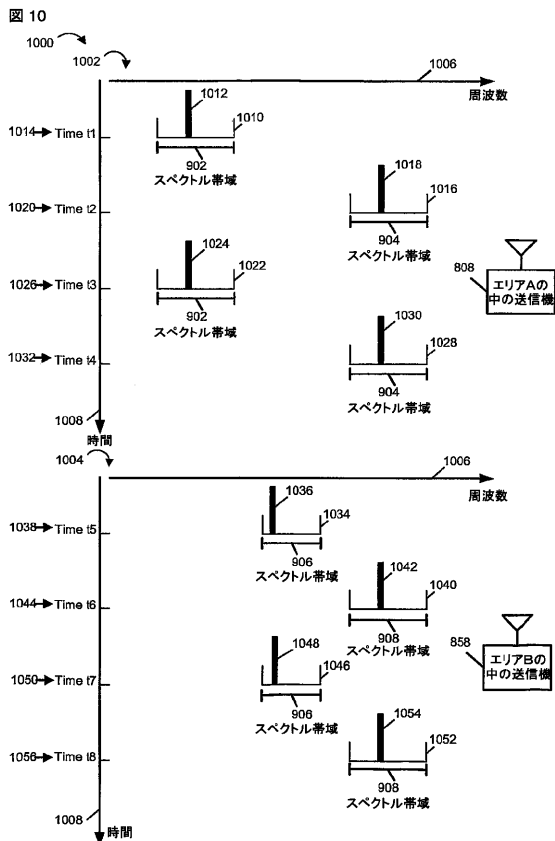 図 10
1000
1002
1006
周波数
1012
1010
1014 Time t1
902
スペクトル帯域
1018
1016
1020 Time t2
904
スペクトル帯域
1024
1022
1026 Time t3
902
スペクトル帯域
808
エリアAの
中の送信機
1030
1028
1032 Time t4
904
スペクトル帯域
1008
時間
1004
1006
周波数
1036
1034
1038 Time t5
906
スペクトル帯域
1042
1040
1044 Time t6
908
スペクトル帯域
1048
1046
1050 Time t7
906
スペクトル帯域
858
エリアBの
中の送信機
1054
1052
1056 Time t8
908
スペクトル帯域
1008
時間